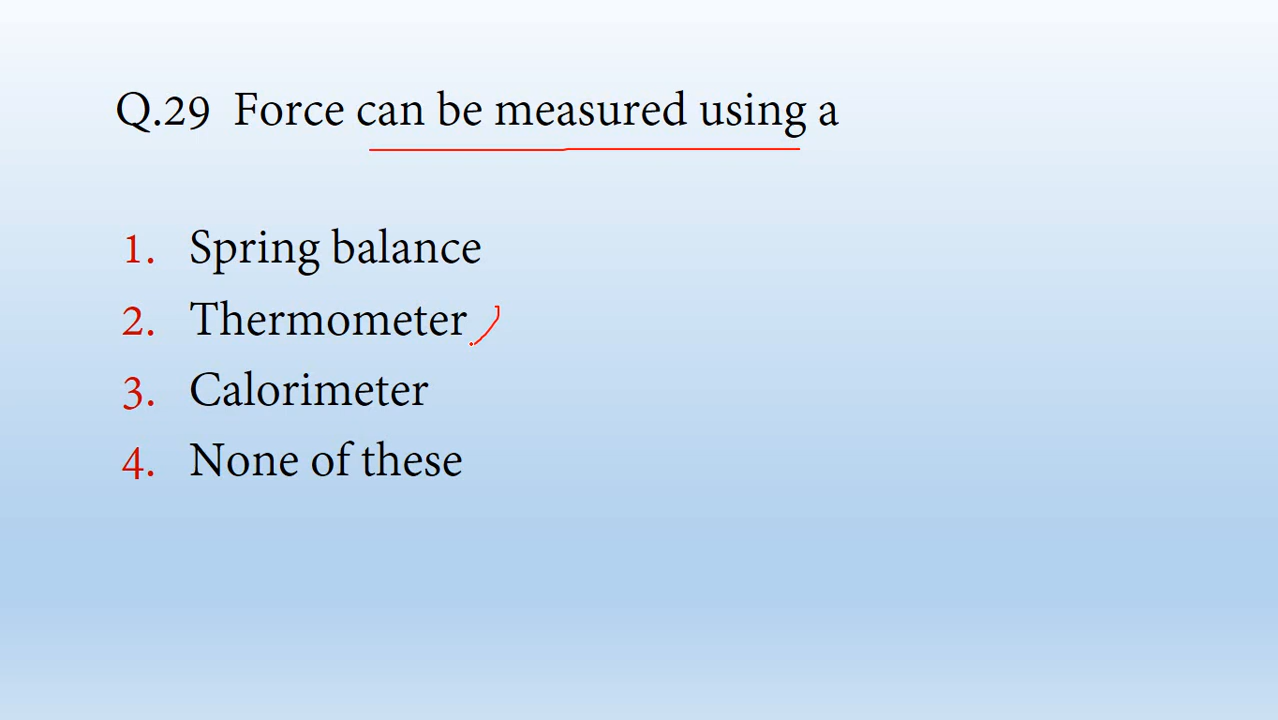 Q.29 Force can be measured using a
1. Spring balance
2. Thermometer
3. Calorimeter
4. None of these